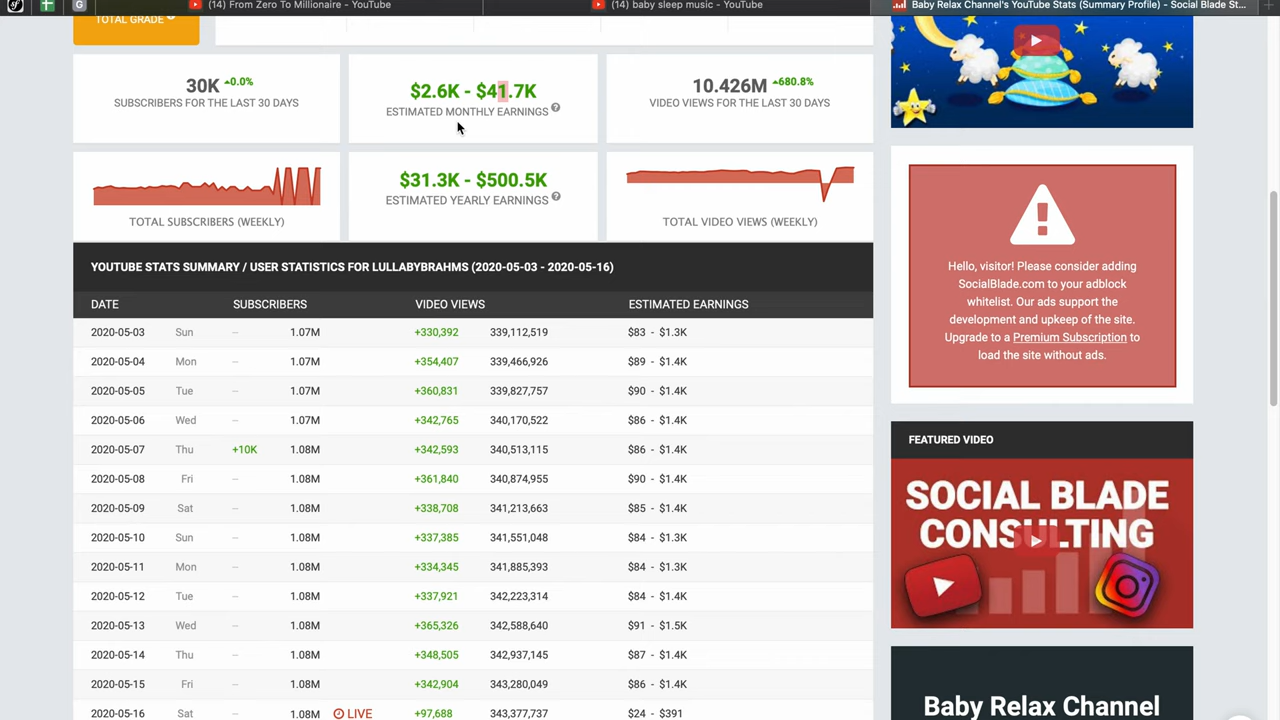 (14) From Zero To Millionaire - YouTube
(14) baby sleep music - YouTube
Baby Relax Channel's YouTube Stats (Summary Profile) - Social Blade St...
TOTAL GRADE
30K +0.0%
SUBSCRIBERS FOR THE LAST 30 DAYS
$2.6K - $41.7K
ESTIMATED MONTHLY EARNINGS
10.426M +680.8%
VIDEO VIEWS FOR THE LAST 30 DAYS
TOTAL SUBSCRIBERS (WEEKLY)
$31.3K - $500.5K
ESTIMATED YEARLY EARNINGS
TOTAL VIDEO VIEWS (WEEKLY)
YOUTUBE STATS SUMMARY / USER STATISTICS FOR LULLABYBRAHMS (2020-05-03 - 2020-05-16)
DATE SUBSCRIBERS VIDEO VIEWS ESTIMATED EARNINGS
2020-05-03 Sun – 1.07M +330,392 339,112,519 $83 - $1.3K
2020-05-04 Mon – 1.07M +354,407 339,466,926 $89 - $1.4K
2020-05-05 Tue – 1.07M +360,831 339,827,757 $90 - $1.4K
2020-05-06 Wed – 1.07M +342,765 340,170,522 $86 - $1.4K
2020-05-07 Thu +10K 1.08M +342,593 340,513,115 $86 - $1.4K
2020-05-08 Fri – 1.08M +361,840 340,874,955 $90 - $1.4K
2020-05-09 Sat – 1.08M +338,708 341,213,663 $85 - $1.4K
2020-05-10 Sun – 1.08M +337,385 341,551,048 $84 - $1.3K
2020-05-11 Mon – 1.08M +334,345 341,885,393 $84 - $1.3K
2020-05-12 Tue – 1.08M +337,921 342,223,314 $84 - $1.4K
2020-05-13 Wed – 1.08M +365,326 342,588,640 $91 - $1.5K
2020-05-14 Thu – 1.08M +348,505 342,937,145 $87 - $1.4K
2020-05-15 Fri – 1.08M +342,904 343,280,049 $86 - $1.4K
2020-05-16 Sat – 1.08M LIVE +97,688 343,377,737 $24 - $391
Hello, visitor! Please consider adding
SocialBlade.com to your adblock
whitelist. Our ads support the
development and upkeep of the site.
Upgrade to a Premium Subscription to
load the site without ads.
FEATURED VIDEO
SOCIAL BLADE
CONSULTING
Baby Relax Channel